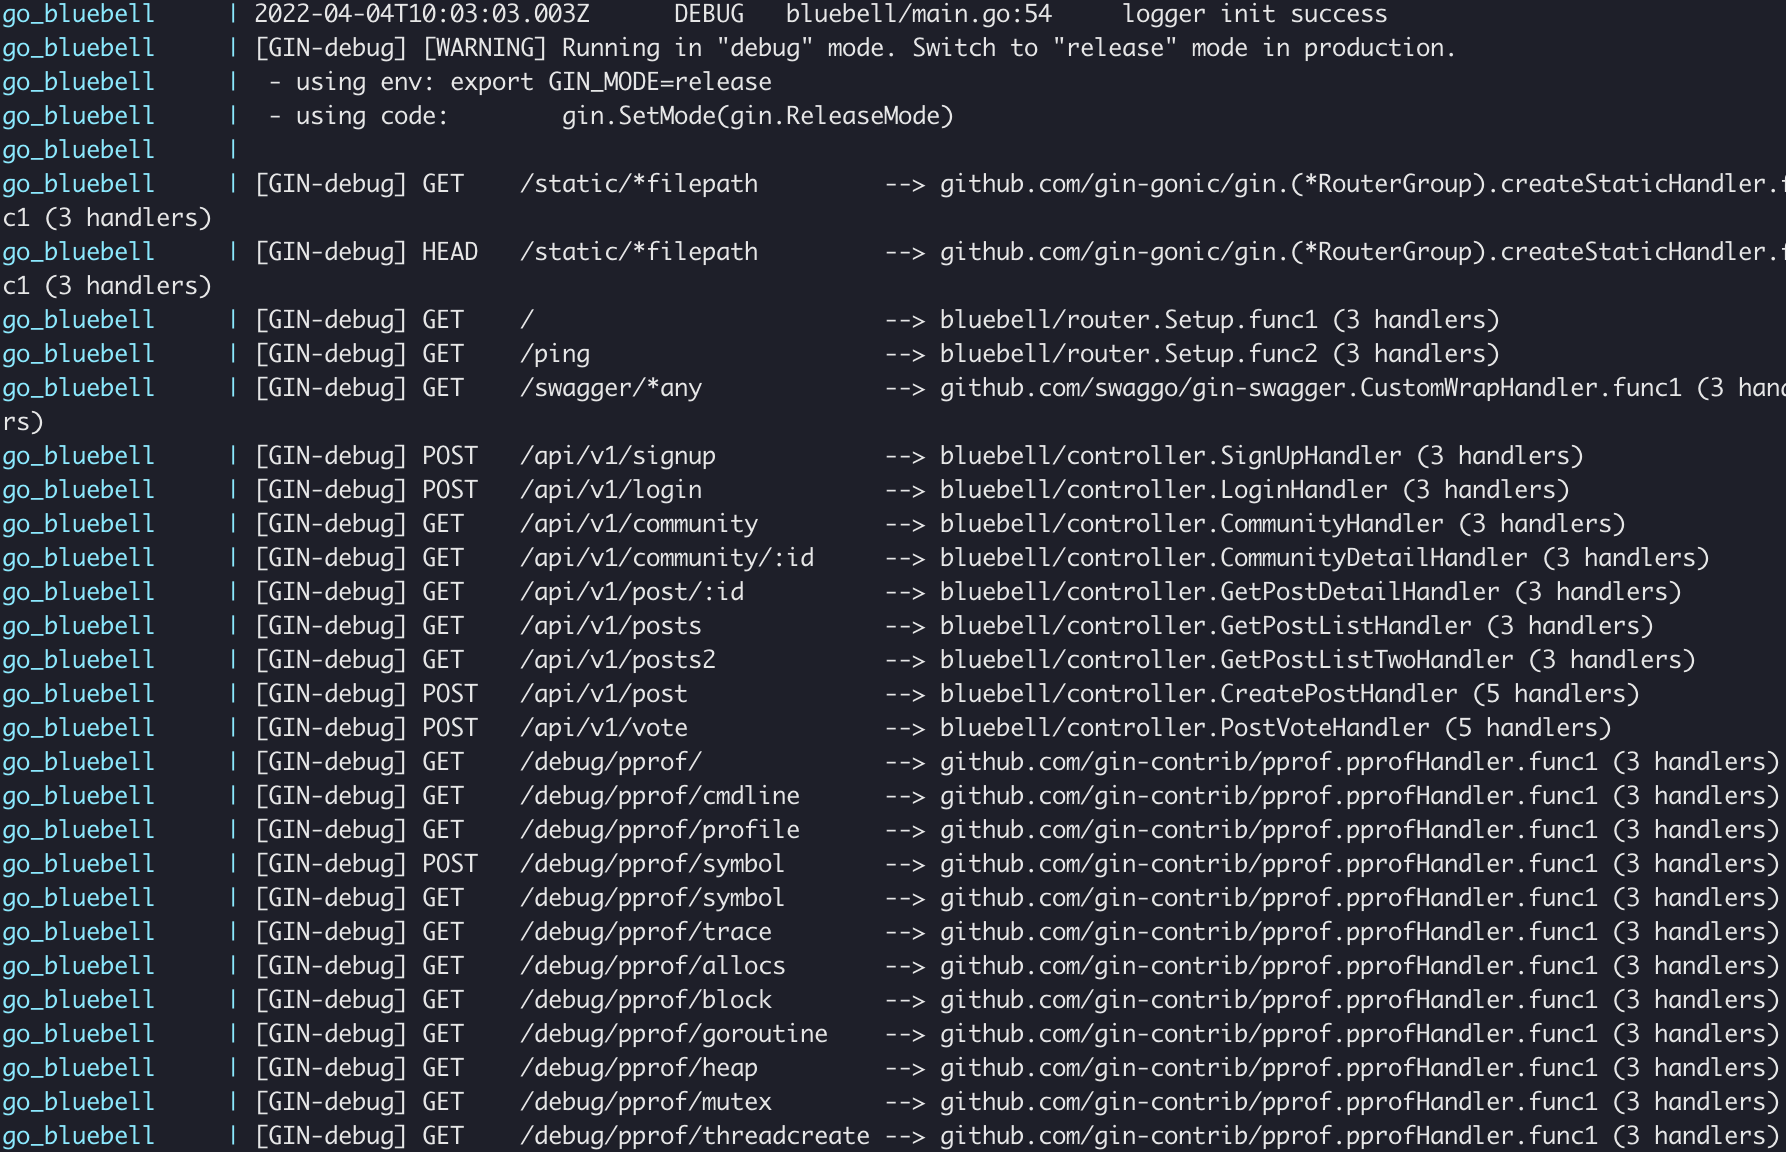 go_bluebell | 2022-04-04T10:03:03.003Z DEBUG bluebell/main.go:54 logger init success
go_bluebell | [GIN-debug] [WARNING] Running in "debug" mode. Switch to "release" mode in production.
go_bluebell | - using env: export GIN_MODE=release
go_bluebell | - using code: gin.SetMode(gin.ReleaseMode)
go_bluebell |
go_bluebell | [GIN-debug] GET /static/*filepath --> github.com/gin-gonic/gin.(*RouterGroup).createStaticHandler.f
c1 (3 handlers)
go_bluebell | [GIN-debug] HEAD /static/*filepath --> github.com/gin-gonic/gin.(*RouterGroup).createStaticHandler.f
c1 (3 handlers)
go_bluebell | [GIN-debug] GET / --> bluebell/router.Setup.func1 (3 handlers)
go_bluebell | [GIN-debug] GET /ping --> bluebell/router.Setup.func2 (3 handlers)
go_bluebell | [GIN-debug] GET /swagger/*any --> github.com/swaggo/gin-swagger.CustomWrapHandler.func1 (3 hand
rs)
go_bluebell | [GIN-debug] POST /api/v1/signup --> bluebell/controller.SignUpHandler (3 handlers)
go_bluebell | [GIN-debug] POST /api/v1/login --> bluebell/controller.LoginHandler (3 handlers)
go_bluebell | [GIN-debug] GET /api/v1/community --> bluebell/controller.CommunityHandler (3 handlers)
go_bluebell | [GIN-debug] GET /api/v1/community/:id --> bluebell/controller.CommunityDetailHandler (3 handlers)
go_bluebell | [GIN-debug] GET /api/v1/post/:id --> bluebell/controller.GetPostDetailHandler (3 handlers)
go_bluebell | [GIN-debug] GET /api/v1/posts --> bluebell/controller.GetPostListHandler (3 handlers)
go_bluebell | [GIN-debug] GET /api/v1/posts2 --> bluebell/controller.GetPostListTwoHandler (3 handlers)
go_bluebell | [GIN-debug] POST /api/v1/post --> bluebell/controller.CreatePostHandler (5 handlers)
go_bluebell | [GIN-debug] POST /api/v1/vote --> bluebell/controller.PostVoteHandler (5 handlers)
go_bluebell | [GIN-debug] GET /debug/pprof/ --> github.com/gin-contrib/pprof.pprofHandler.func1 (3 handlers)
go_bluebell | [GIN-debug] GET /debug/pprof/cmdline --> github.com/gin-contrib/pprof.pprofHandler.func1 (3 handlers)
go_bluebell | [GIN-debug] GET /debug/pprof/profile --> github.com/gin-contrib/pprof.pprofHandler.func1 (3 handlers)
go_bluebell | [GIN-debug] POST /debug/pprof/symbol --> github.com/gin-contrib/pprof.pprofHandler.func1 (3 handlers)
go_bluebell | [GIN-debug] GET /debug/pprof/symbol --> github.com/gin-contrib/pprof.pprofHandler.func1 (3 handlers)
go_bluebell | [GIN-debug] GET /debug/pprof/trace --> github.com/gin-contrib/pprof.pprofHandler.func1 (3 handlers)
go_bluebell | [GIN-debug] GET /debug/pprof/allocs --> github.com/gin-contrib/pprof.pprofHandler.func1 (3 handlers)
go_bluebell | [GIN-debug] GET /debug/pprof/block --> github.com/gin-contrib/pprof.pprofHandler.func1 (3 handlers)
go_bluebell | [GIN-debug] GET /debug/pprof/goroutine --> github.com/gin-contrib/pprof.pprofHandler.func1 (3 handlers)
go_bluebell | [GIN-debug] GET /debug/pprof/heap --> github.com/gin-contrib/pprof.pprofHandler.func1 (3 handlers)
go_bluebell | [GIN-debug] GET /debug/pprof/mutex --> github.com/gin-contrib/pprof.pprofHandler.func1 (3 handlers)
go_bluebell | [GIN-debug] GET /debug/pprof/threadcreate --> github.com/gin-contrib/pprof.pprofHandler.func1 (3 handlers)